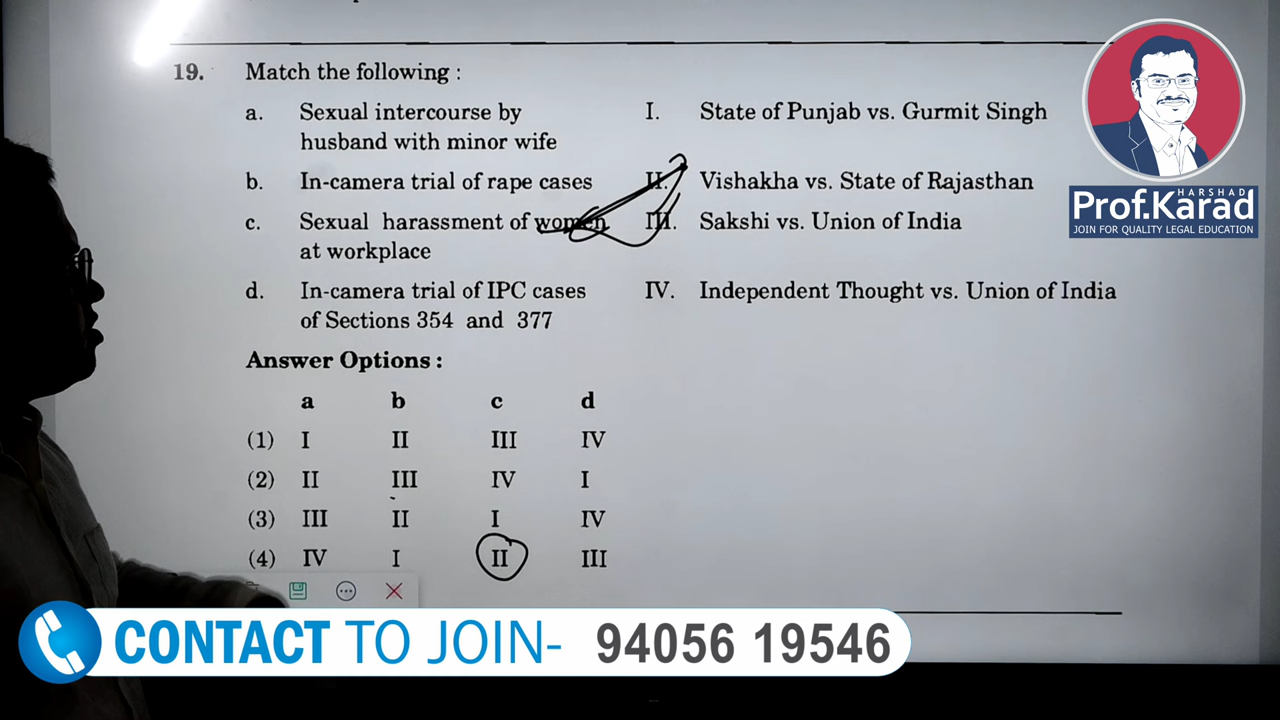 19. Match the following :
a. Sexual intercourse by husband with minor wife I. State of Punjab vs. Gurmit Singh
b. In-camera trial of rape cases II. Vishakha vs. State of Rajasthan
c. Sexual harassment of women at workplace III. Sakshi vs. Union of India
d. In-camera trial of IPC cases of Sections 354 and 377 IV. Independent Thought vs. Union of India
Answer Options :
a b c d
(1) I II III IV
(2) II III IV I
(3) III II I IV
(4) IV I II III
HARSHAD
Prof.Karad
JOIN FOR QUALITY LEGAL EDUCATION
CONTACT TO JOIN- 94056 19546